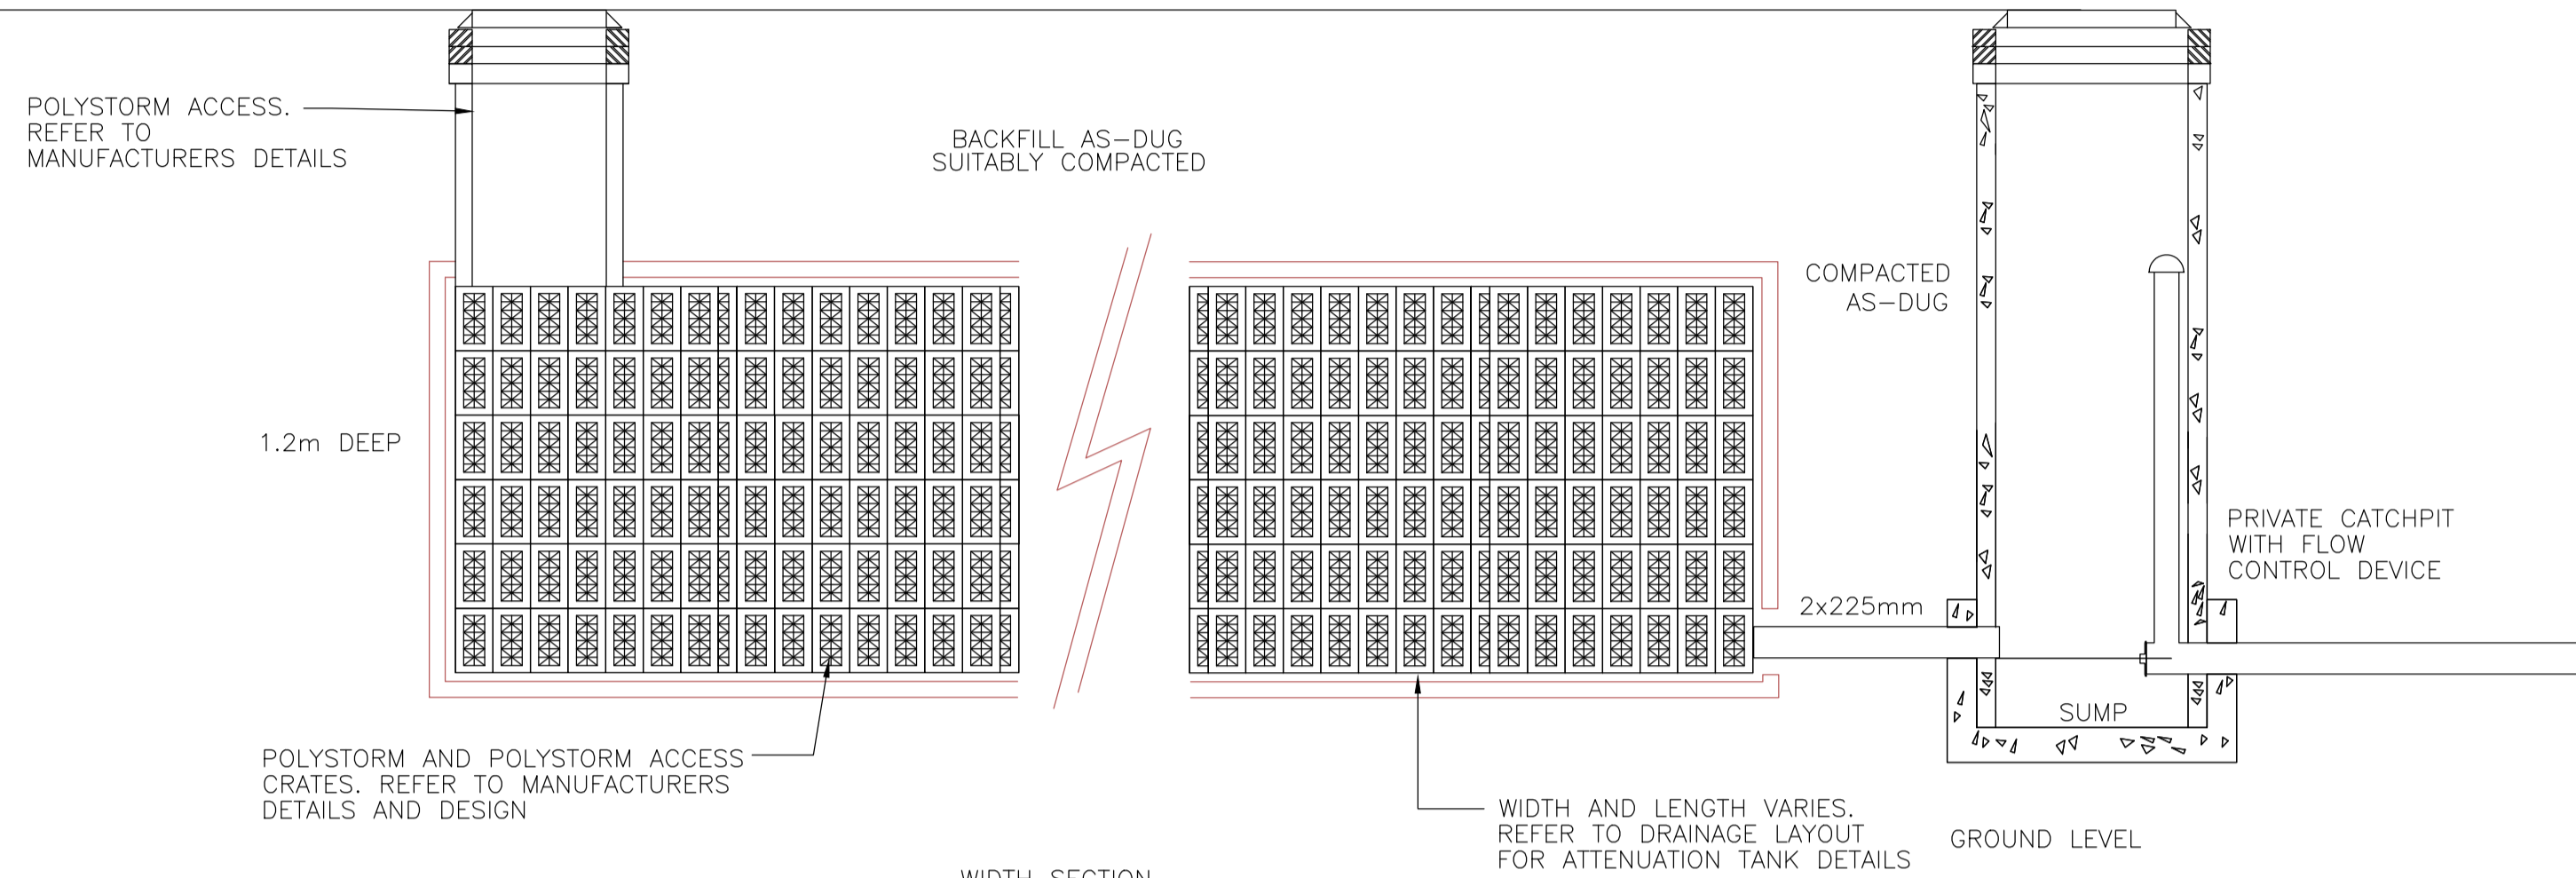 POLYSTORM ACCESS.
REFER TO
MANUFACTURERS DETAILS
BACKFILL AS-DUG
SUITABLY COMPACTED
COMPACTED
AS-DUG
1.2m DEEP
PRIVATE CATCHPIT
WITH FLOW
CONTROL DEVICE
2x225mm
SUMP
POLYSTORM AND POLYSTORM ACCESS
CRATES. REFER TO MANUFACTURERS
DETAILS AND DESIGN
WIDTH AND LENGTH VARIES.
REFER TO DRAINAGE LAYOUT
FOR ATTENUATION TANK DETAILS
GROUND LEVEL
WIDTH SECTION